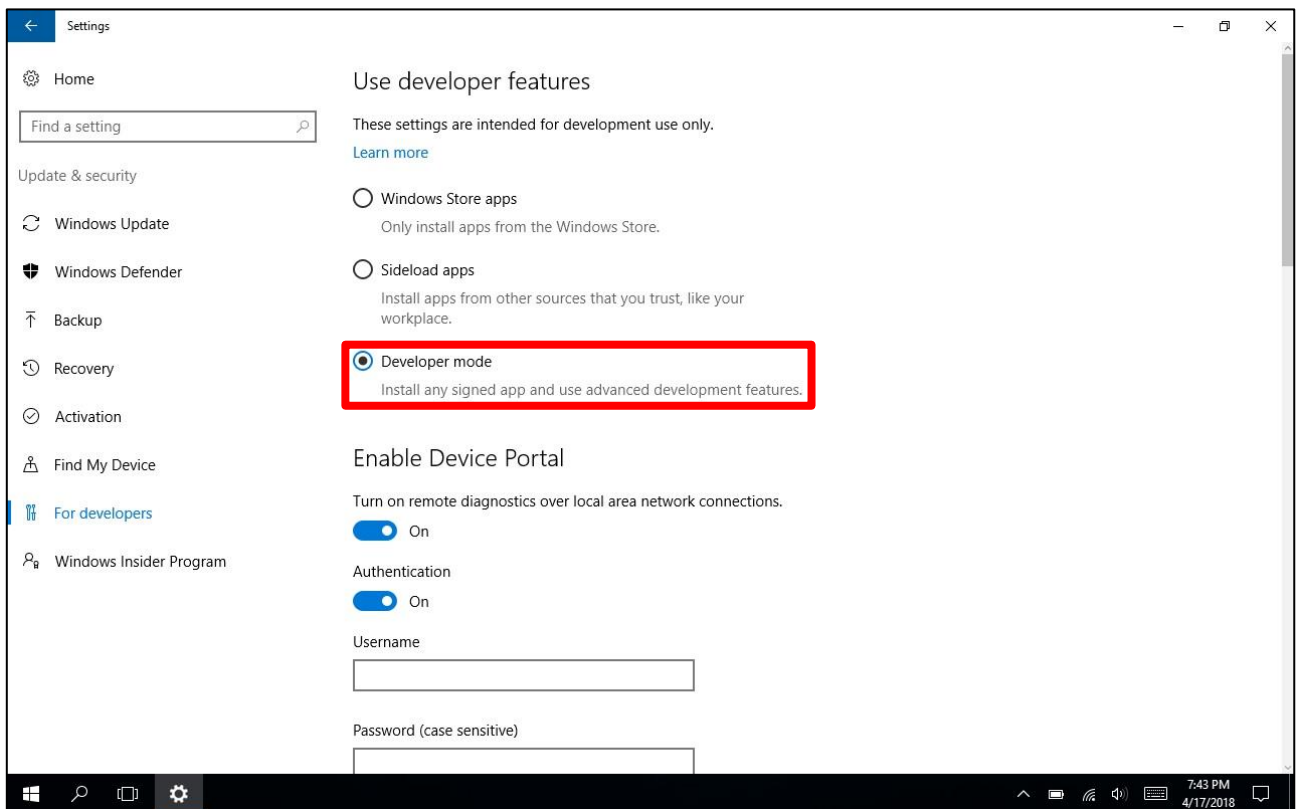 Settings
Home
Find a setting
Update & security
Windows Update
Windows Defender
Backup
Recovery
Activation
Find My Device
For developers
Windows Insider Program
Use developer features
These settings are intended for development use only.
Learn more
Windows Store apps
Only install apps from the Windows Store.
Sideload apps
Install apps from other sources that you trust, like your
workplace.
Developer mode
Install any signed app and use advanced development features.
Enable Device Portal
Turn on remote diagnostics over local area network connections.
On
Authentication
On
Username
Password (case sensitive)
7:43 PM
4/17/2018